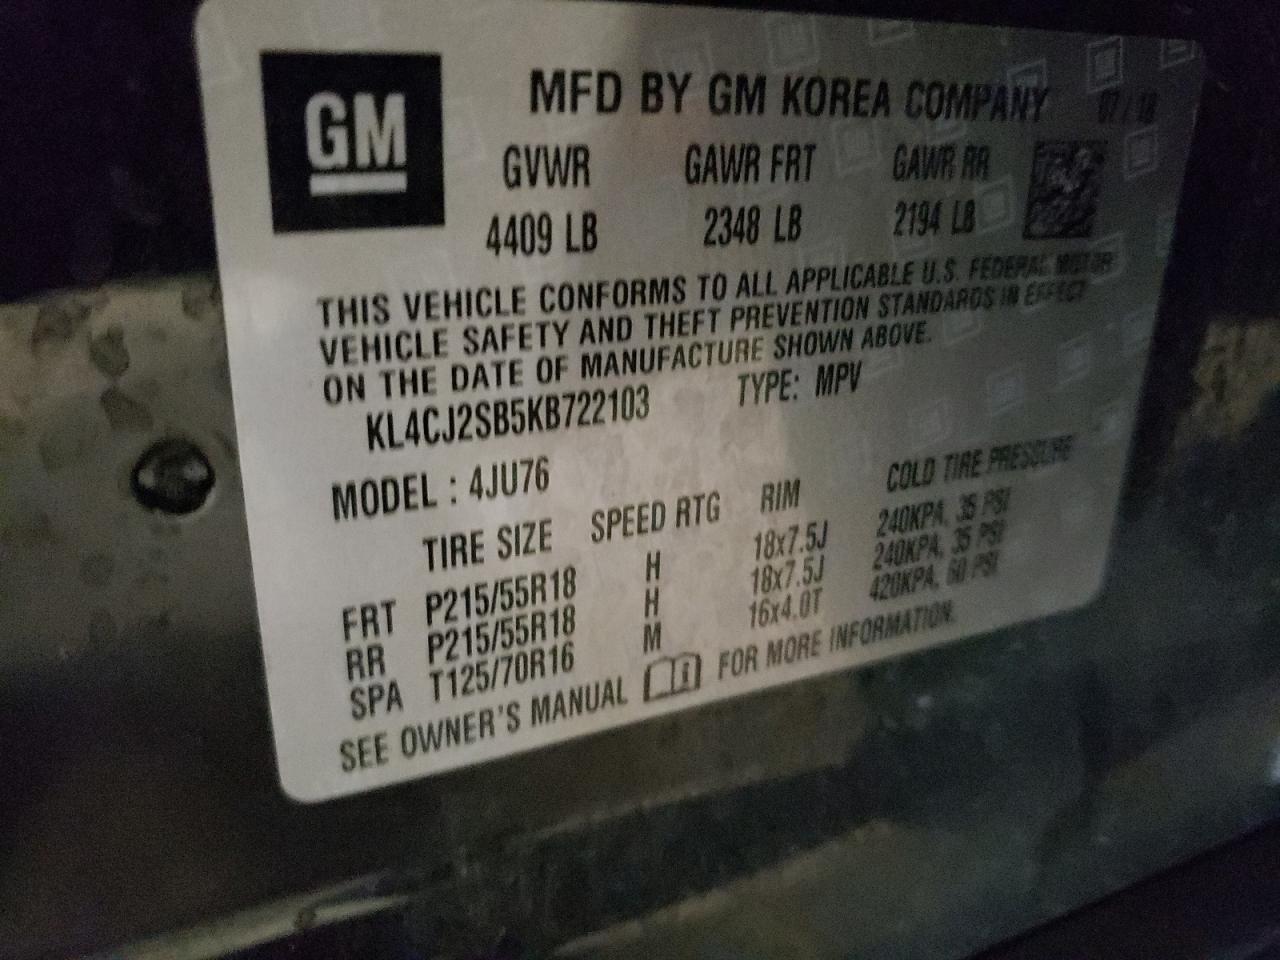 GM
MFD BY GM KOREA COMPANY 07/18
GVWR GAWR FRT GAWR RR
4409 LB 2348 LB 2194 LB
THIS VEHICLE CONFORMS TO ALL APPLICABLE U.S. FEDERAL MOTOR
VEHICLE SAFETY AND THEFT PREVENTION STANDARDS IN EFFECT
ON THE DATE OF MANUFACTURE SHOWN ABOVE.
KL4CJ2SB5KB722103 TYPE: MPV
MODEL : 4JU76
TIRE SIZE SPEED RTG RIM COLD TIRE PRESSURE
FRT P215/55R18 H 18x7.5J 240KPA, 35 PSI
RR P215/55R18 H 18x7.5J 240KPA, 35 PSI
SPA T125/70R16 M 16x4.0T 420KPA, 60 PSI
SEE OWNER'S MANUAL FOR MORE INFORMATION.